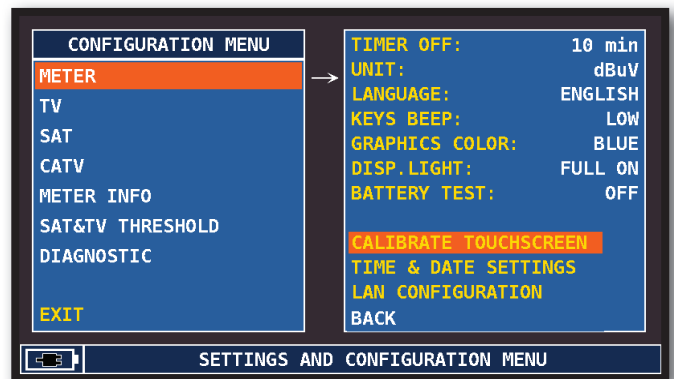 CONFIGURATION MENU
METER
TV
SAT
CATV
METER INFO
SAT&TV THRESHOLD
DIAGNOSTIC
EXIT
TIMER OFF: 10 min
UNIT: dBuV
LANGUAGE: ENGLISH
KEYS BEEP: LOW
GRAPHICS COLOR: BLUE
DISP.LIGHT: FULL ON
BATTERY TEST: OFF
CALIBRATE TOUCHSCREEN
TIME & DATE SETTINGS
LAN CONFIGURATION
BACK
SETTINGS AND CONFIGURATION MENU